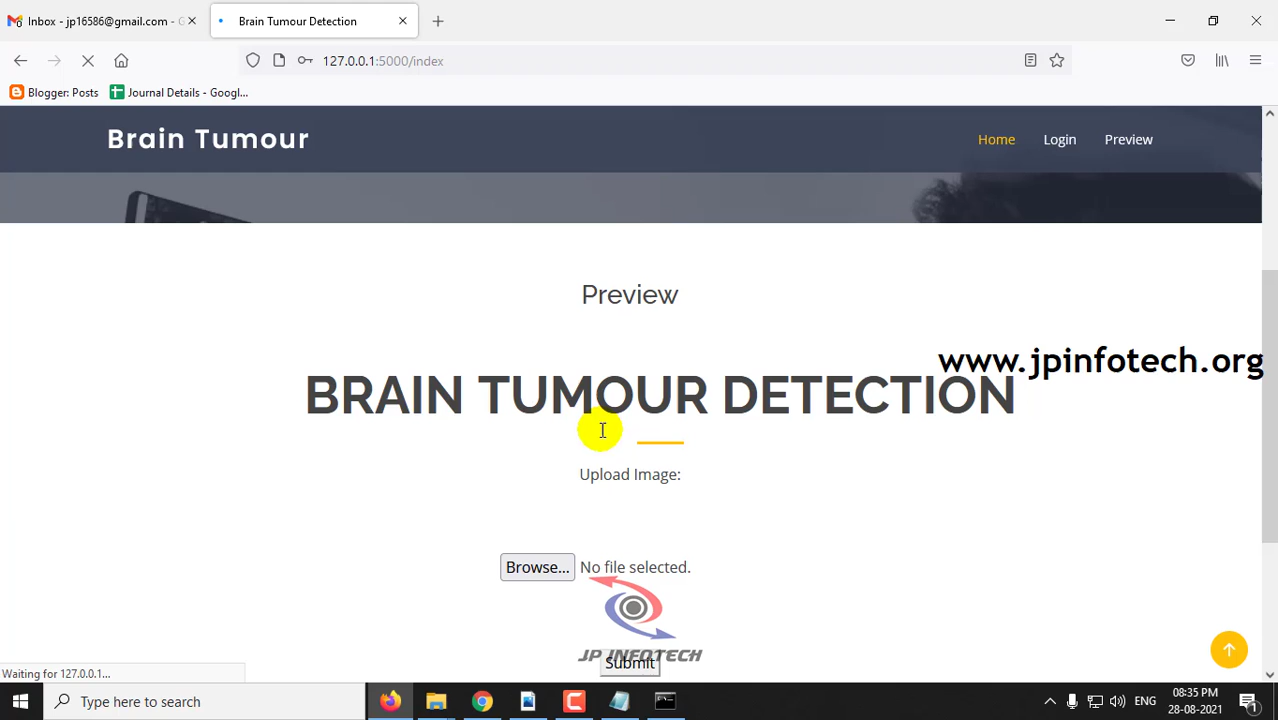 Inbox - jp16586@gmail.com - G
Brain Tumour Detection
127.0.0.1:5000/index
Blogger: Posts
Journal Details - Googl...
Brain Tumour
Home
Login
Preview
Preview
www.jpinfotech.org
BRAIN TUMOUR DETECTION
Upload Image:
Browse...
No file selected.
JP INFOTECH
Submit
Waiting for 127.0.0.1...
Type here to search
ENG
08:35 PM
28-08-2021
1